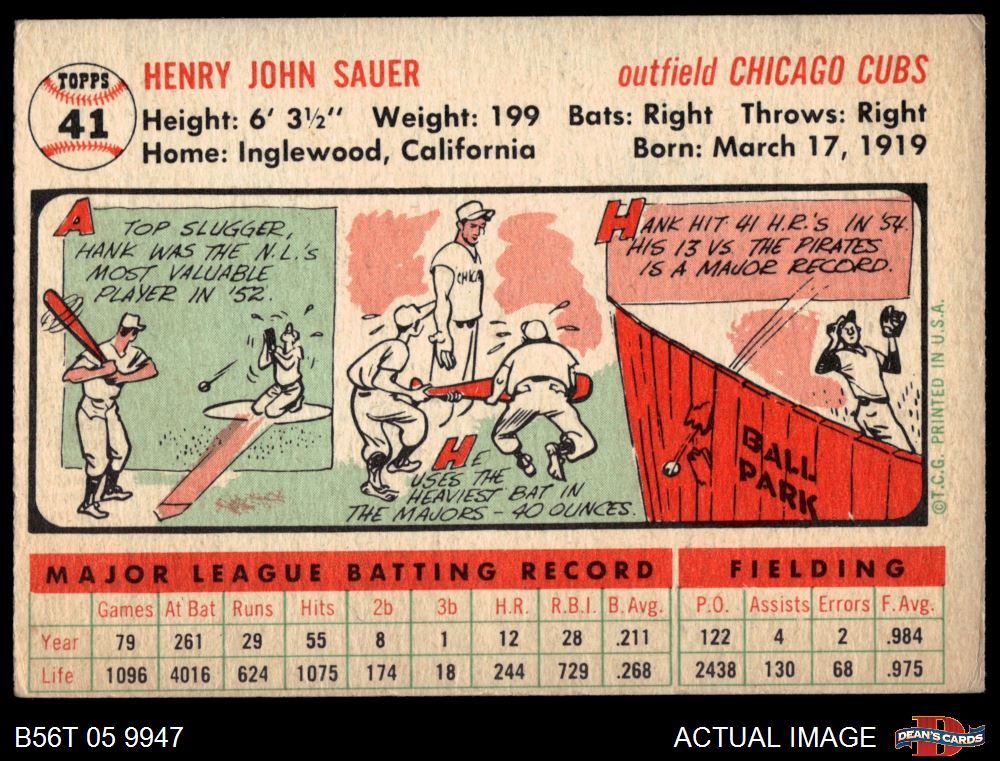 TOPPS
41
HENRY JOHN SAUER
outfield CHICAGO CUBS
Height: 6' 3½" Weight: 199 Bats: Right Throws: Right
Home: Inglewood, California Born: March 17, 1919
A TOP SLUGGER,
HANK WAS THE N.L.'S
MOST VALUABLE
PLAYER IN '52.
CHICA
HE
USES THE
HEAVIEST BAT IN
THE MAJORS - 40 OUNCES.
HANK HIT 41 H.R.'S IN '54.
HIS 13 VS. THE PIRATES
IS A MAJOR RECORD.
BALL
PARK
©T.C.G. PRINTED IN U.S.A.
MAJOR LEAGUE BATTING RECORD FIELDING
Games At Bat Runs Hits 2b 3b H.R. R.B.I. B. Avg. P.O. Assists Errors F. Avg.
Year 79 261 29 55 8 1 12 28 .211 122 4 2 .984
Life 1096 4016 624 1075 174 18 244 729 .268 2438 130 68 .975
B56T 05 9947
ACTUAL IMAGE
DEAN'S CARDS